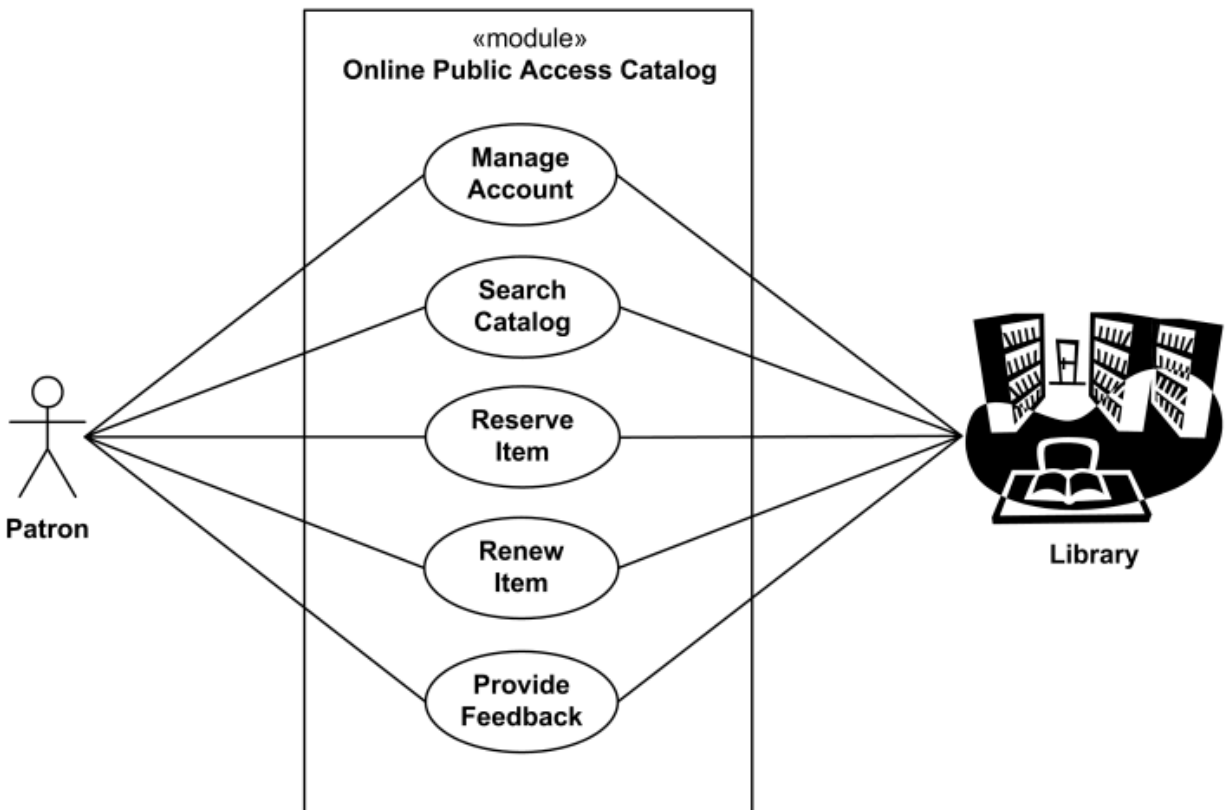 «module»
Online Public Access Catalog
Manage
Account
Search
Catalog
Reserve
Item
Patron
Renew
Item
Library
Provide
Feedback